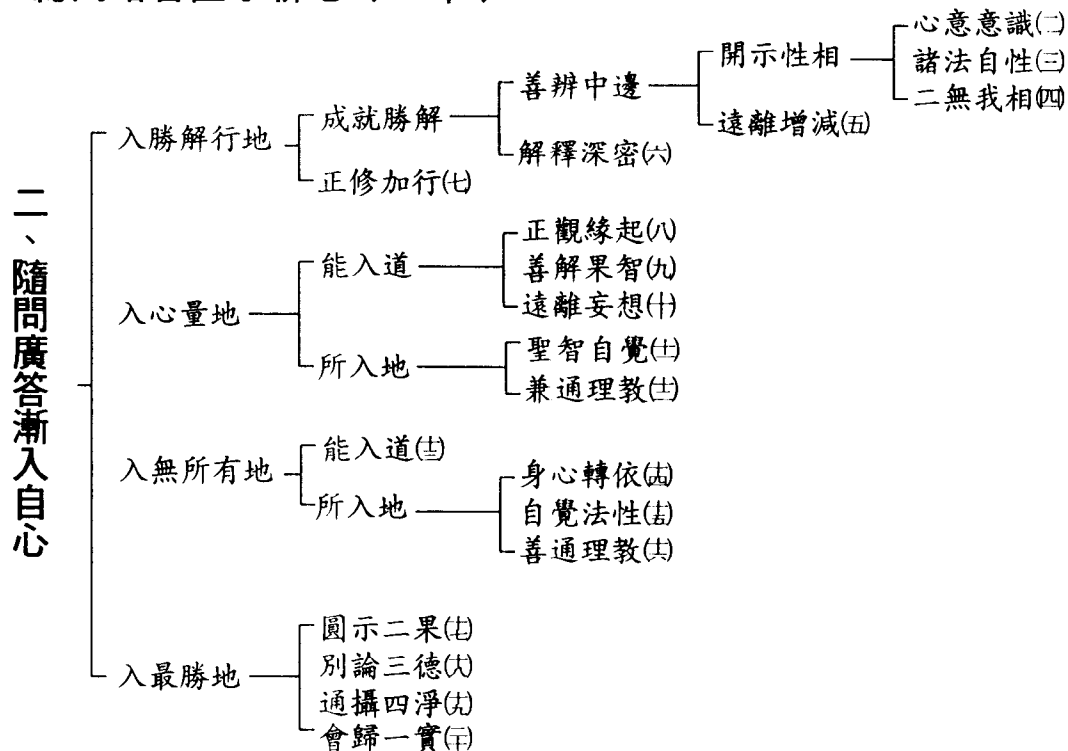 二、隨問廣答漸入自心
入勝解行地
成就勝解
善辨中邊
開示性相
心意意識㈡
諸法自性㈢
二無我相㈣
遠離增減㈤
解釋深密㈥
正修加行㈦
入心量地
能入道
正觀緣起㈧
善解果智㈨
遠離妄想㈩
所入地
聖智自覺(十一)
兼通理教(十二)
入無所有地
能入道(十三)
所入地
身心轉依(十四)
自覺法性(十五)
善通理教(十六)
入最勝地
圓示二果(十七)
別論三德(十八)
通攝四淨(十九)
會歸一實(二十)